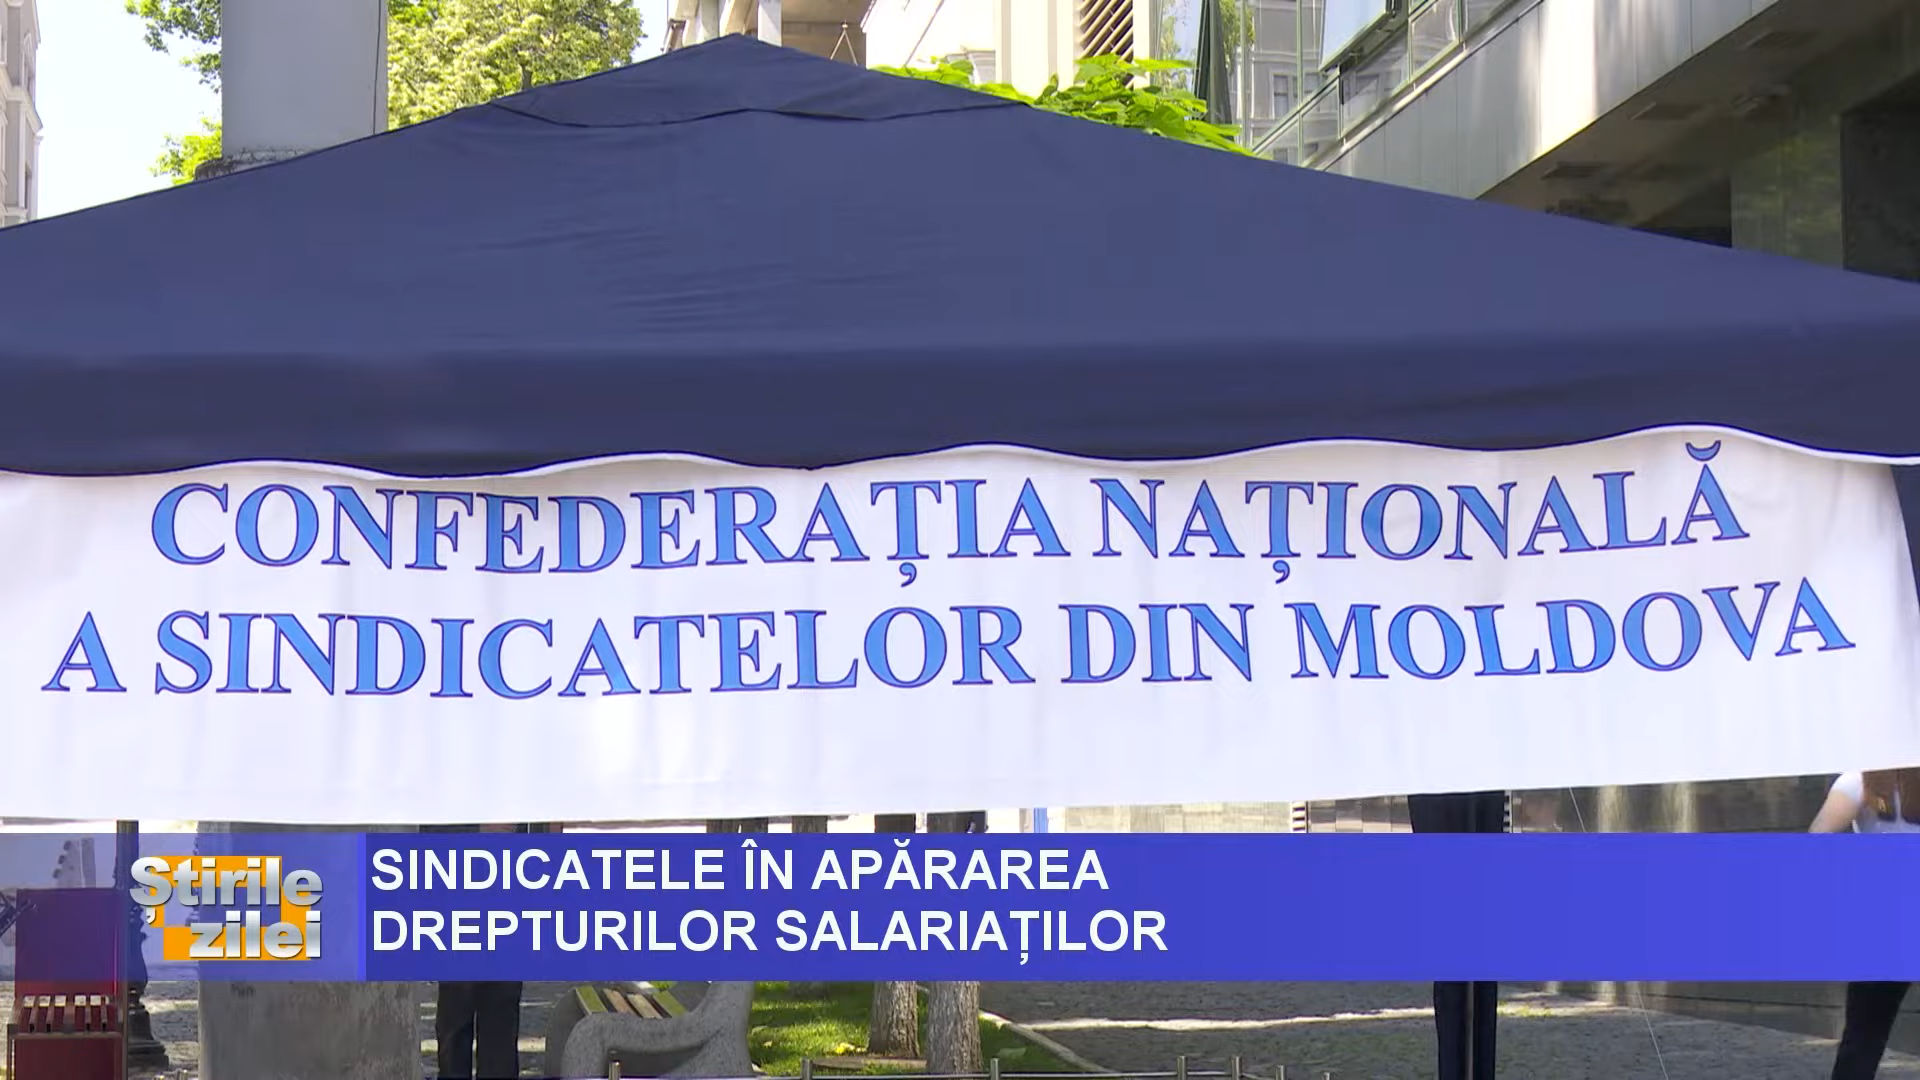 CONFEDERAȚIA NAȚIONALĂ
A SINDICATELOR DIN MOLDOVA
Știrile
zilei
SINDICATELE ÎN APĂRAREA
DREPTURILOR SALARIAȚILOR